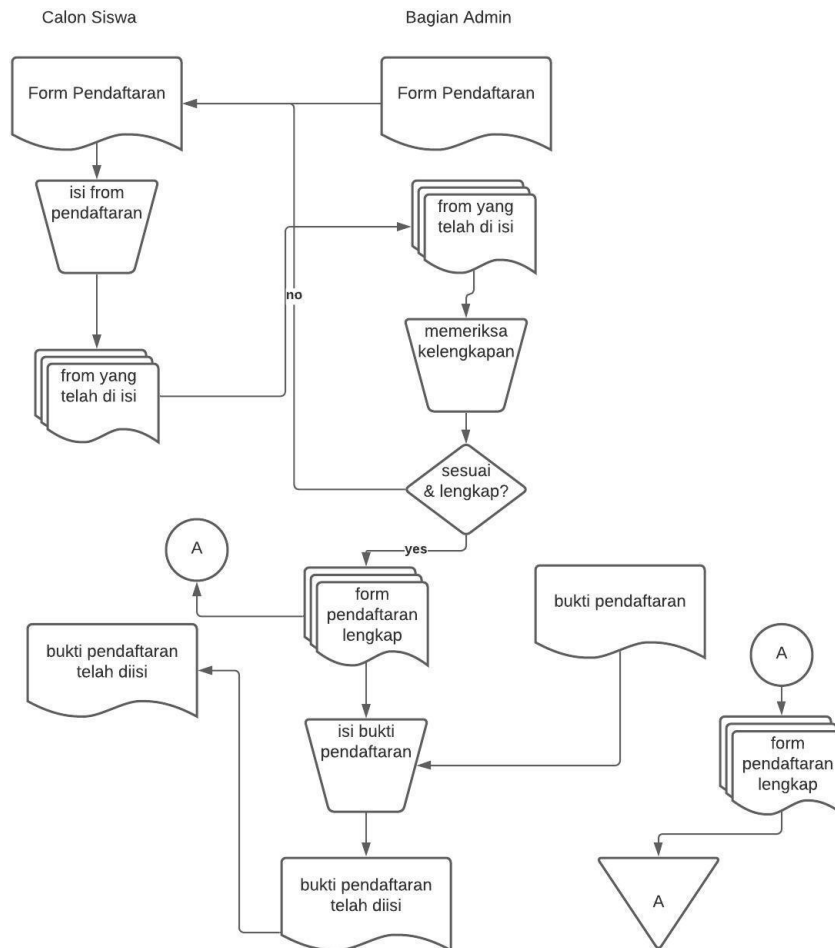 Calon Siswa
Bagian Admin
Form Pendaftaran
Form Pendaftaran
isi from
pendaftaran
from yang
telah di isi
no
memeriksa
kelengkapan
from yang
telah di isi
sesuai
& lengkap?
yes
A
form
pendaftaran
lengkap
bukti pendaftaran
bukti pendaftaran
telah diisi
A
isi bukti
pendaftaran
form
pendaftaran
lengkap
bukti pendaftaran
telah diisi
A